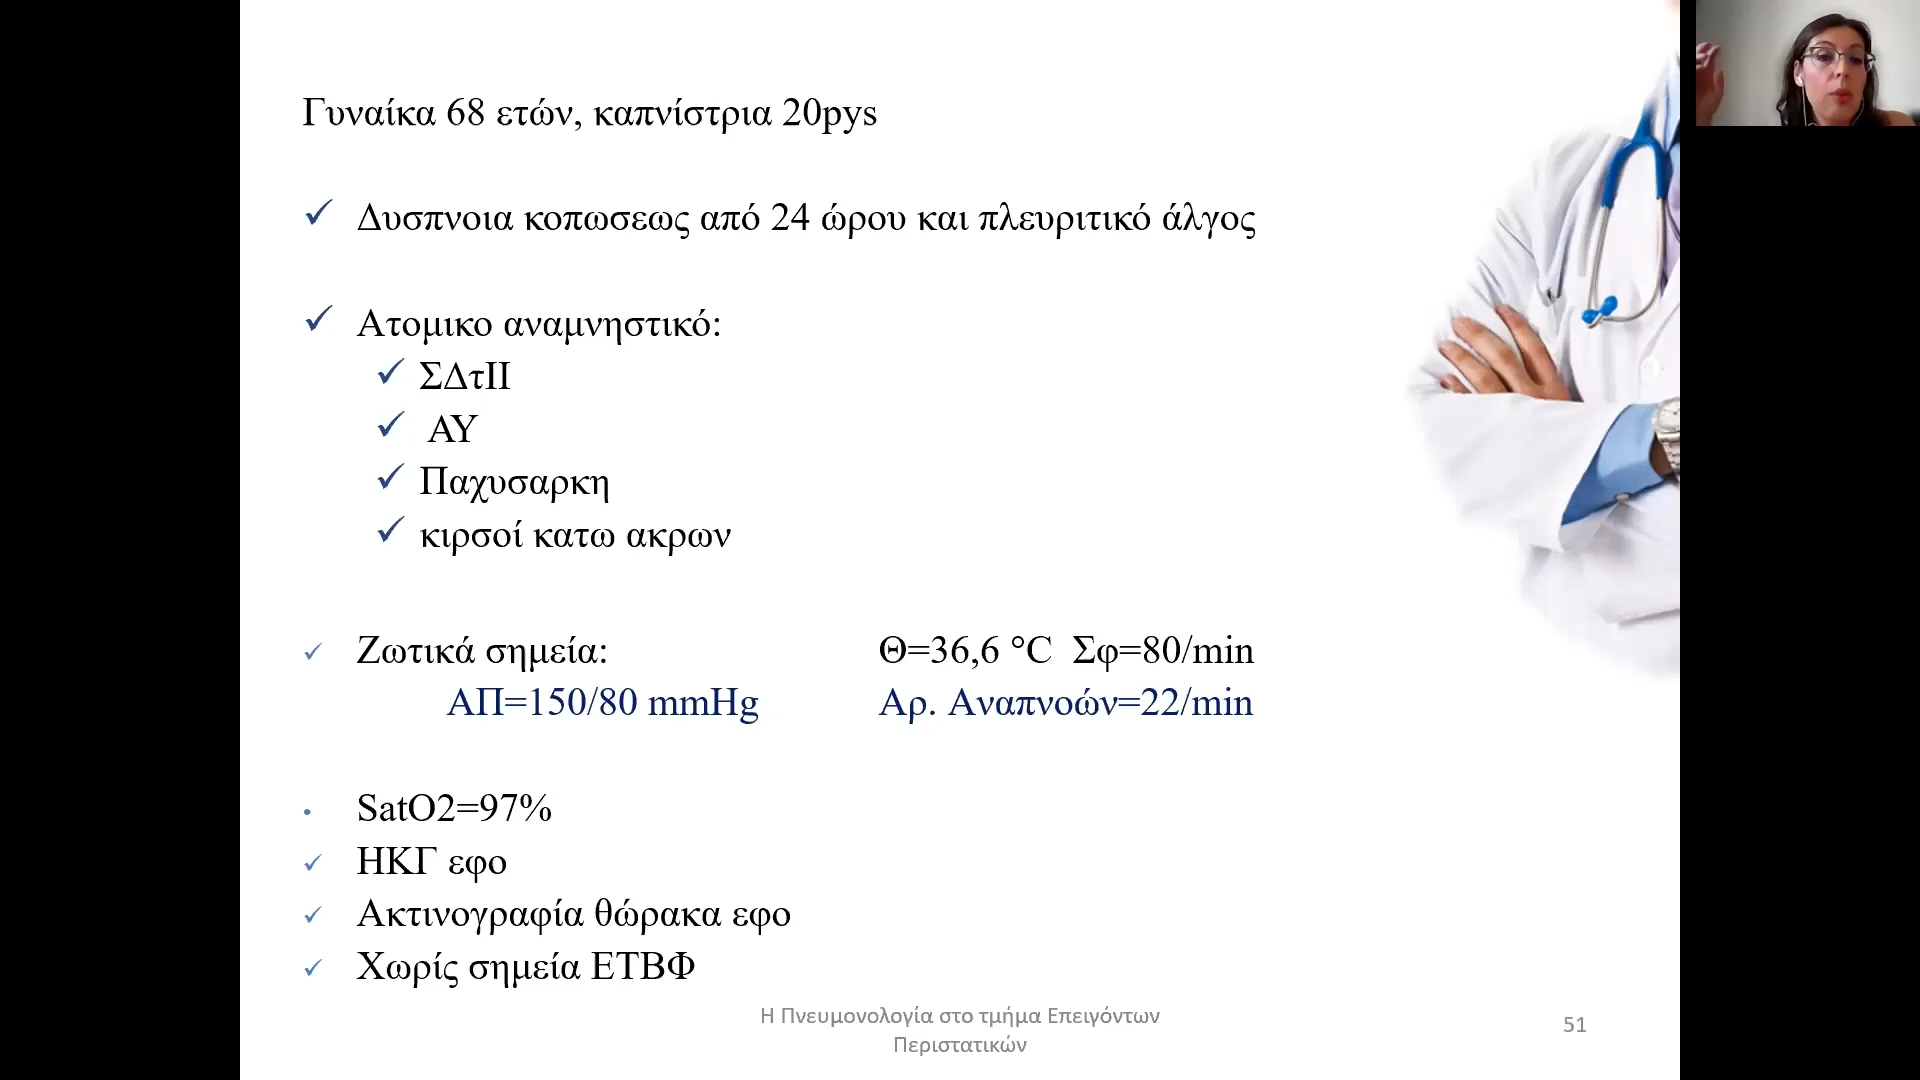 Γυναίκα 68 ετών, καπνίστρια 20pys
Δυσπνοια κοπωσεως από 24 ώρου και πλευριτικό άλγος
Ατομικο αναμνηστικό:
ΣΔτΙΙ
ΑΥ
Παχυσαρκη
κιρσοί κατω ακρων
Ζωτικά σημεία: Θ=36,6 °C Σφ=80/min
ΑΠ=150/80 mmHg Αρ. Αναπνοών=22/min
SatO2=97%
ΗΚΓ εφο
Ακτινογραφία θώρακα εφο
Χωρίς σημεία ΕΤΒΦ
Η Πνευμονολογία στο τμήμα Επειγόντων
Περιστατικών
51